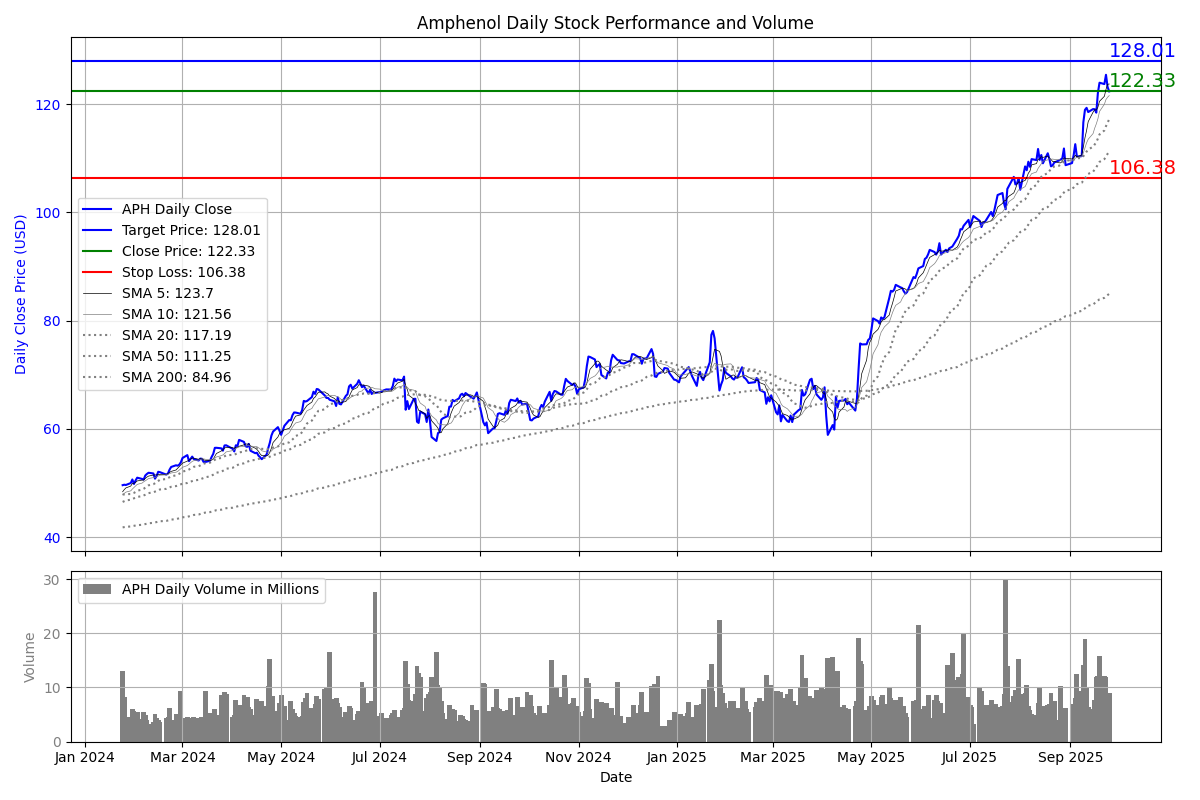 Amphenol Daily Stock Performance and Volume
128.01
122.33
106.38
120
100
80
60
40
Daily Close Price (USD)
APH Daily Close
Target Price: 128.01
Close Price: 122.33
Stop Loss: 106.38
SMA 5: 123.7
SMA 10: 121.56
SMA 20: 117.19
SMA 50: 111.25
SMA 200: 84.96
APH Daily Volume in Millions
30
20
10
0
Volume
Jan 2024 Mar 2024 May 2024 Jul 2024 Sep 2024 Nov 2024 Jan 2025 Mar 2025 May 2025 Jul 2025 Sep 2025
Date